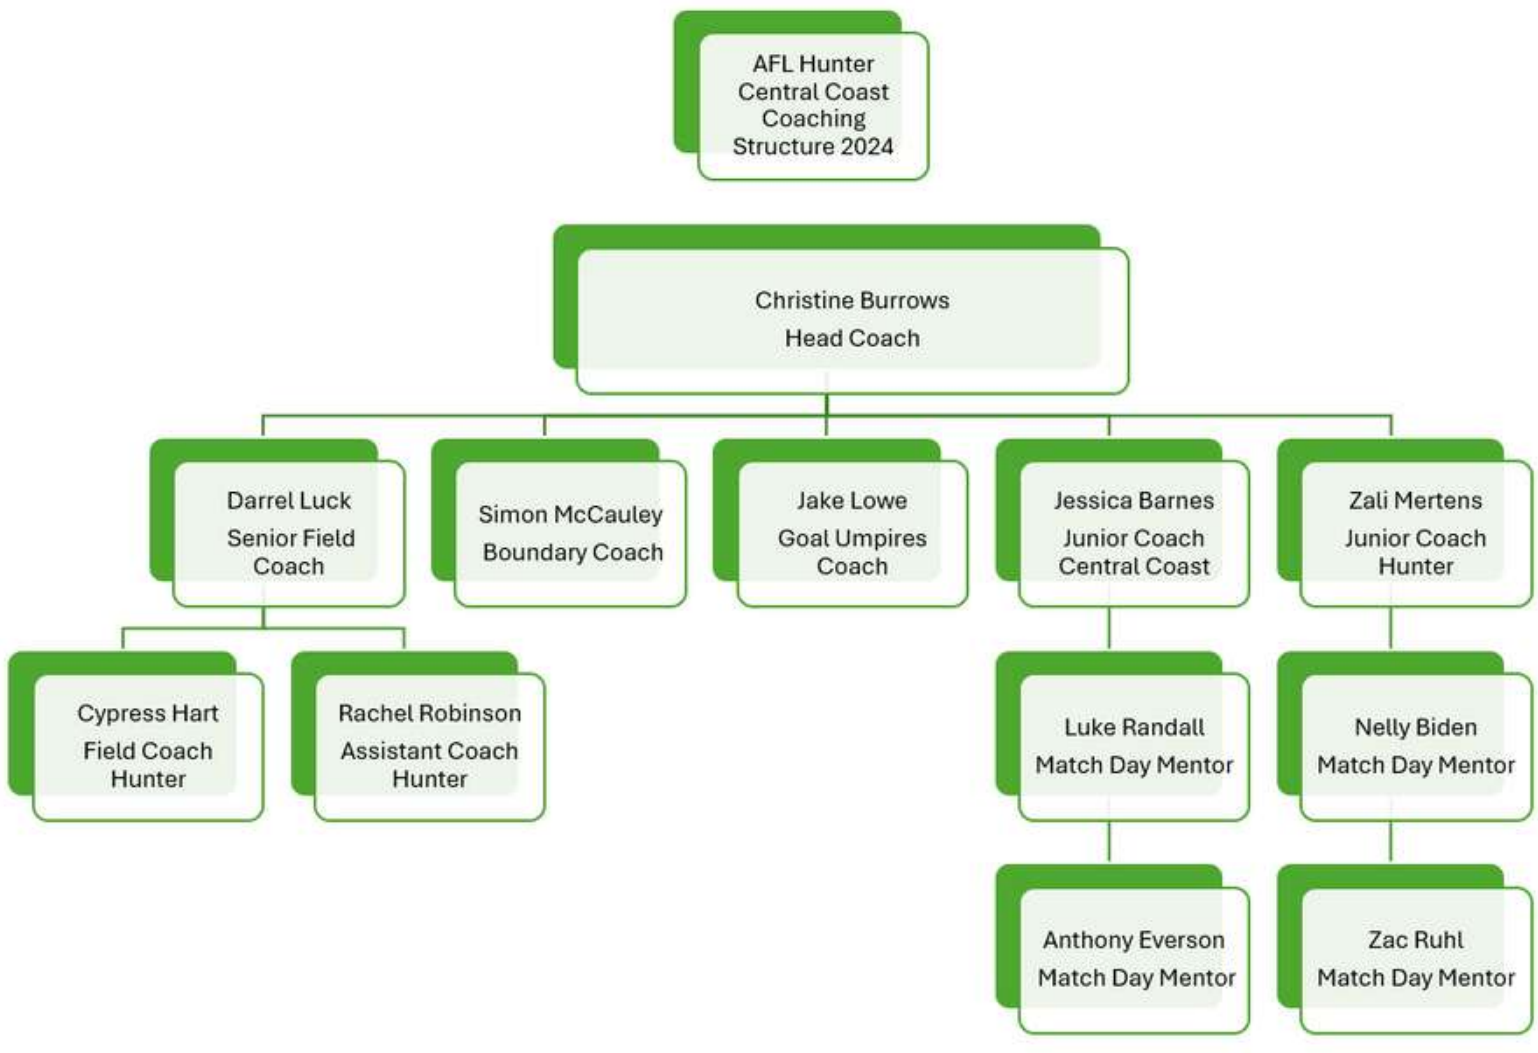 AFL Hunter
Central Coast
Coaching
Structure 2024
Christine Burrows
Head Coach
Darrel Luck
Senior Field
Coach
Simon McCauley
Boundary Coach
Jake Lowe
Goal Umpires
Coach
Jessica Barnes
Junior Coach
Central Coast
Zali Mertens
Junior Coach
Hunter
Cypress Hart
Field Coach
Hunter
Rachel Robinson
Assistant Coach
Hunter
Luke Randall
Match Day Mentor
Nelly Biden
Match Day Mentor
Anthony Everson
Match Day Mentor
Zac Ruhl
Match Day Mentor